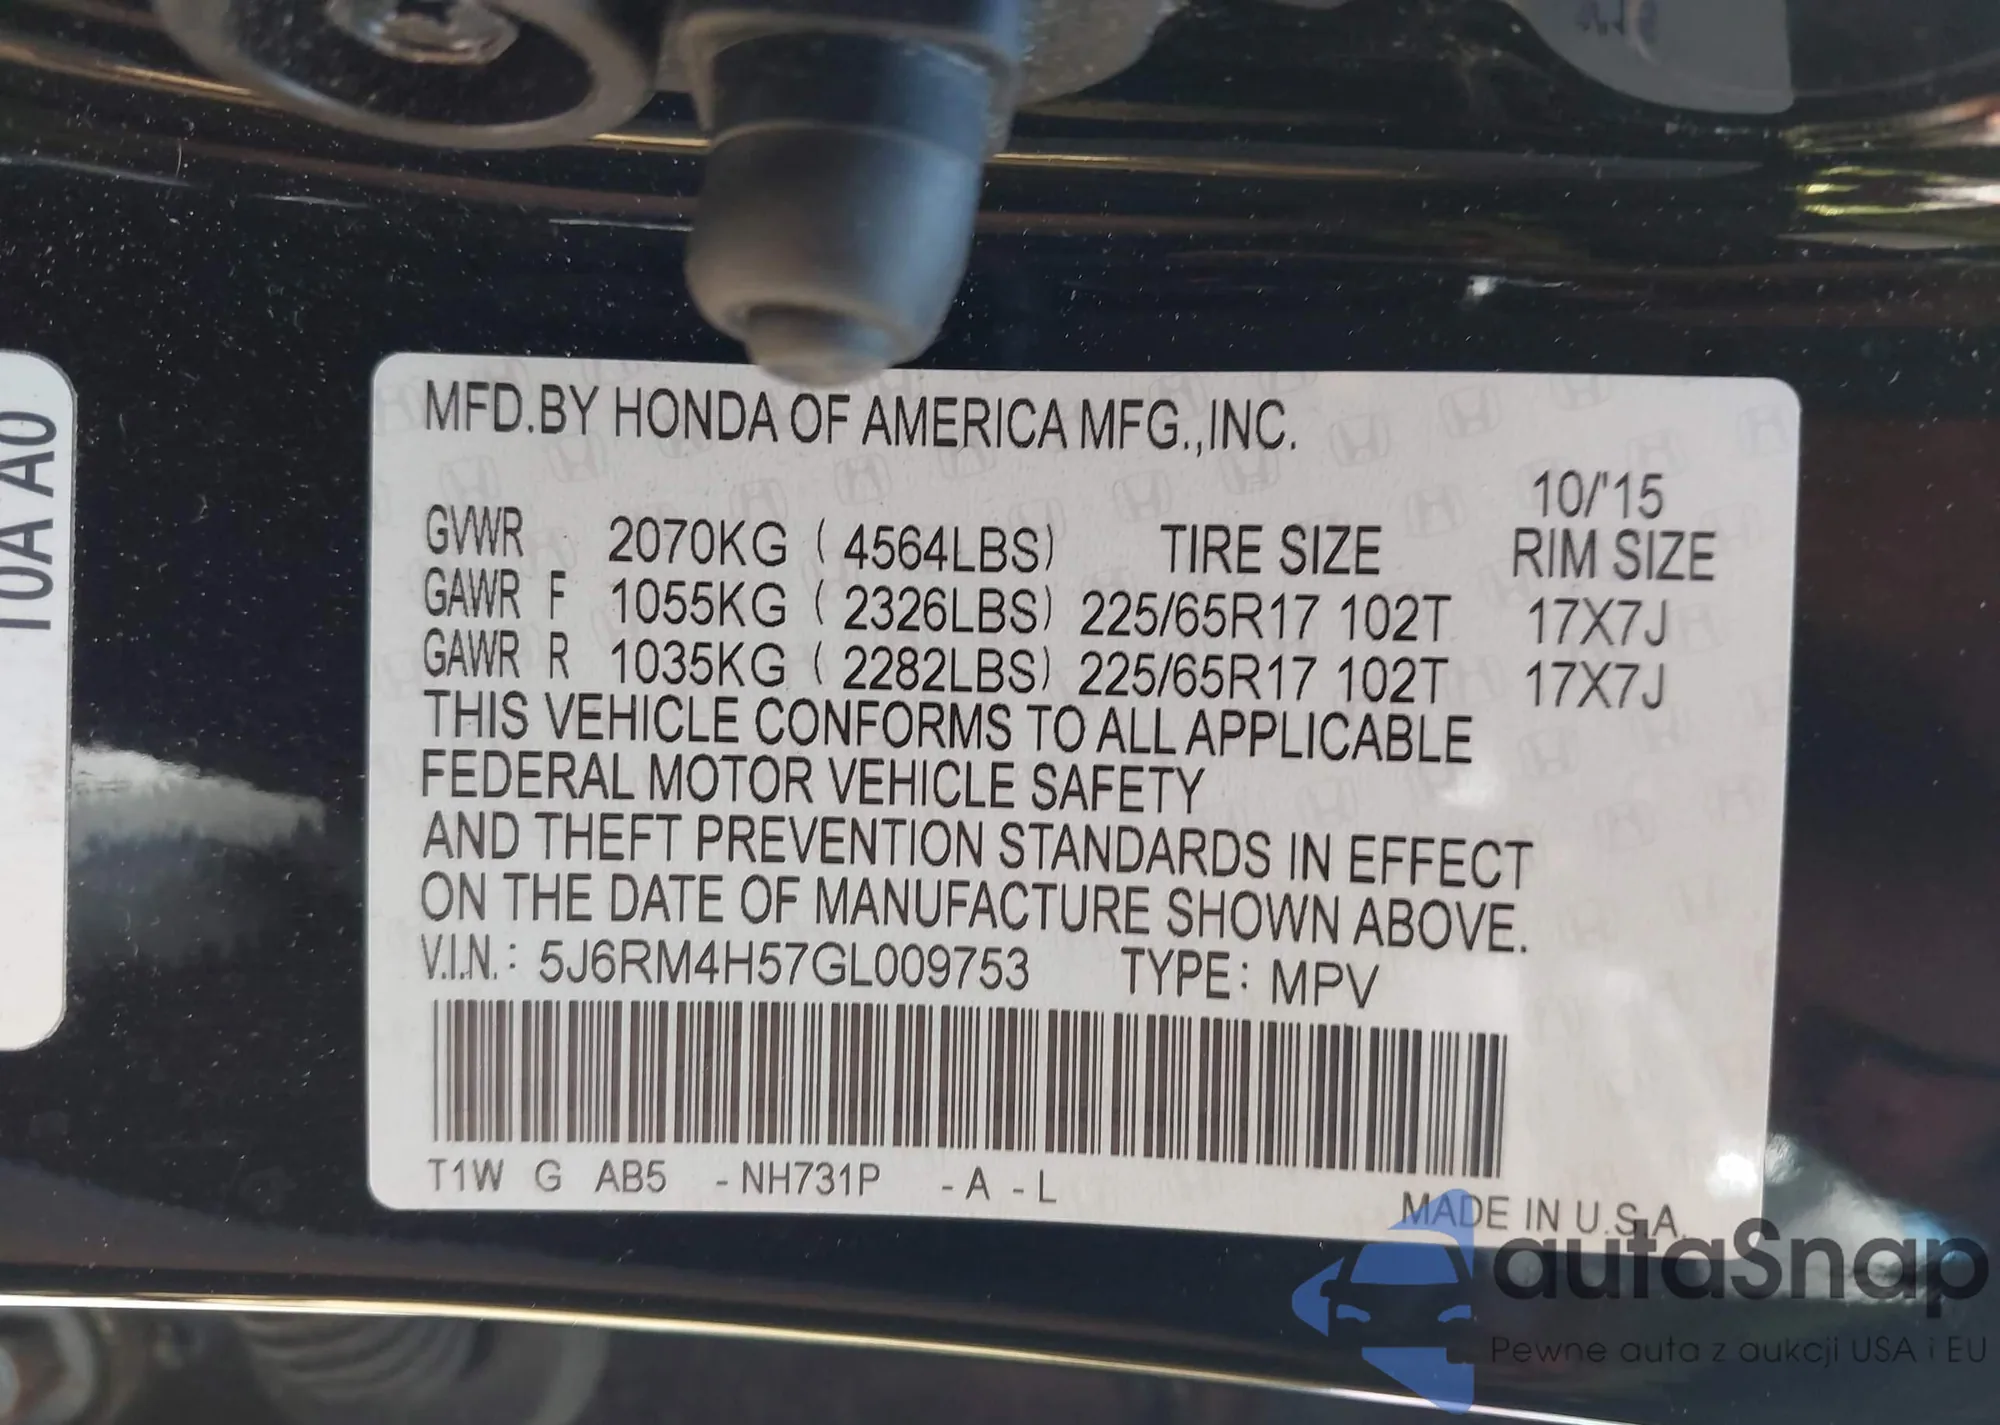 10A A0
MFD.BY HONDA OF AMERICA MFG.,INC.
10/'15
GVWR 2070KG ( 4564LBS) TIRE SIZE RIM SIZE
GAWR F 1055KG ( 2326LBS) 225/65R17 102T 17X7J
GAWR R 1035KG ( 2282LBS) 225/65R17 102T 17X7J
THIS VEHICLE CONFORMS TO ALL APPLICABLE
FEDERAL MOTOR VEHICLE SAFETY
AND THEFT PREVENTION STANDARDS IN EFFECT
ON THE DATE OF MANUFACTURE SHOWN ABOVE.
V.I.N.: 5J6RM4H57GL009753 TYPE: MPV
T1W G AB5 -NH731P -A -L
MADE IN U.S.A.
autaSnap
Pewne auta z aukcji USA i EU